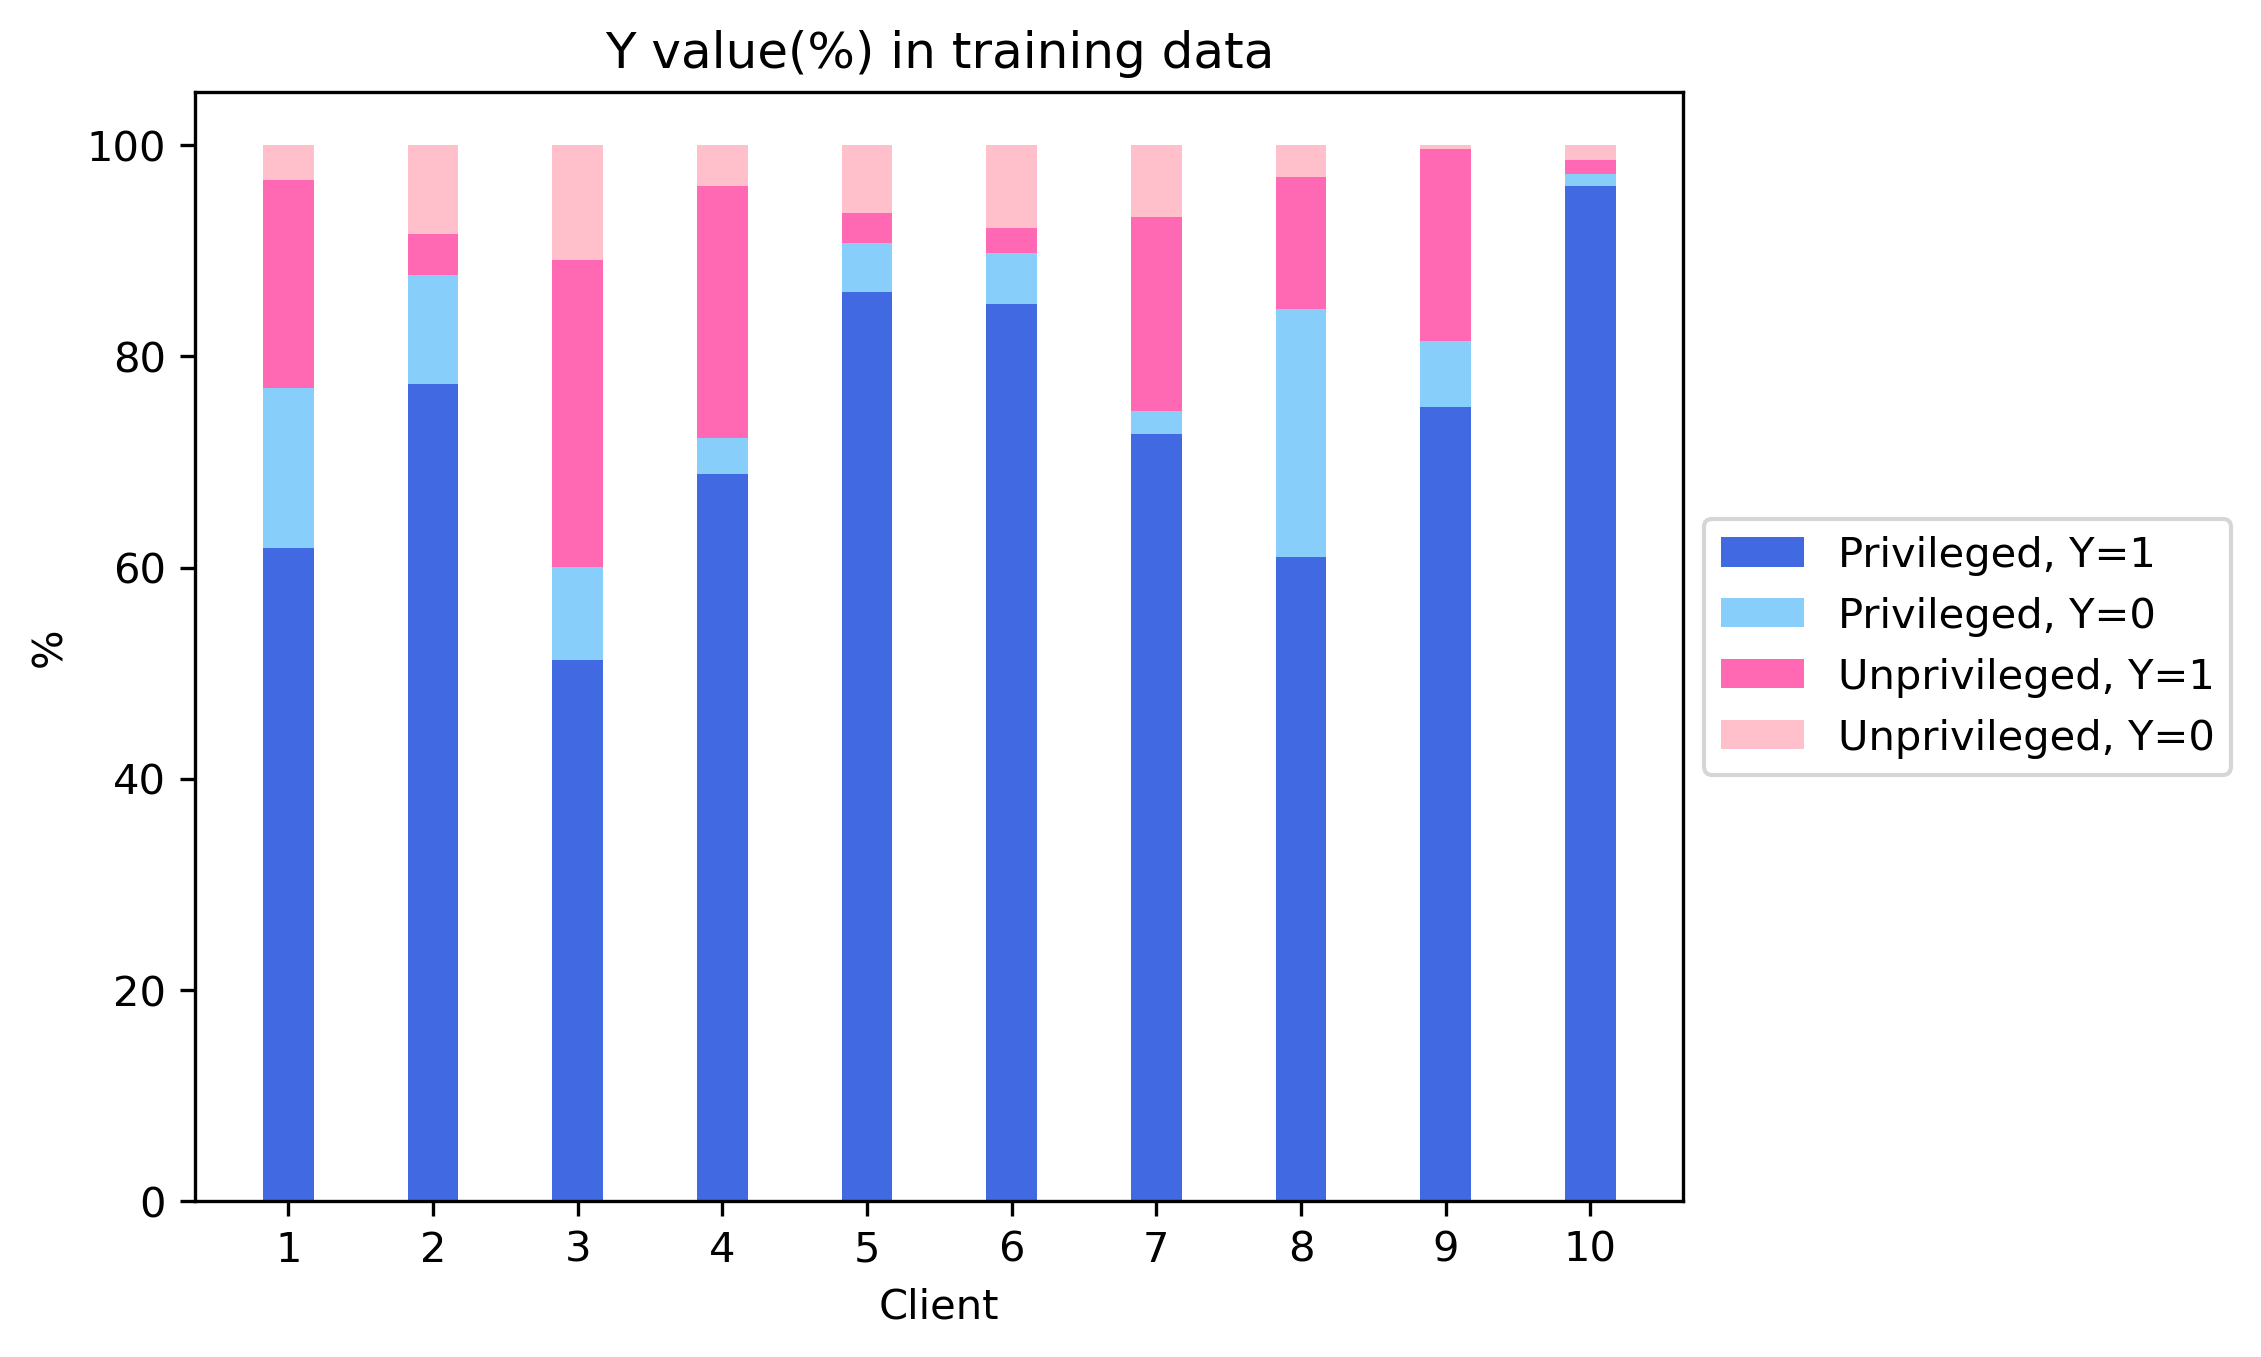 Y value(%) in training data
100
80
60
40
20
0
%
1 2 3 4 5 6 7 8 9 10
Client
Privileged, Y=1
Privileged, Y=0
Unprivileged, Y=1
Unprivileged, Y=0